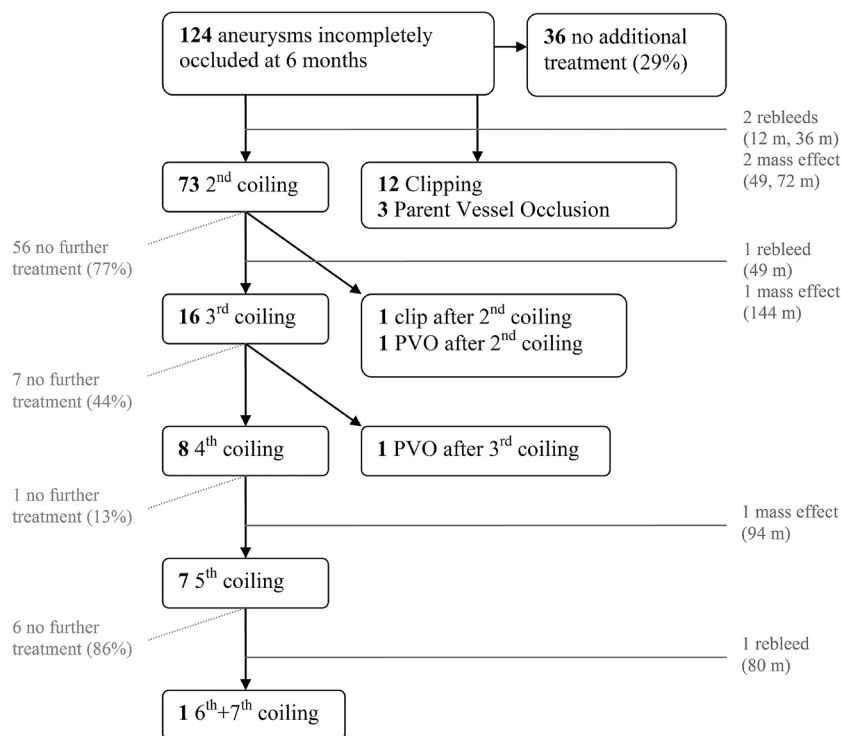 124 aneurysms incompletely
occluded at 6 months
36 no additional
treatment (29%)
2 rebleeds
(12 m, 36 m)
2 mass effect
(49, 72 m)
73 2nd coiling
12 Clipping
3 Parent Vessel Occlusion
56 no further
treatment (77%)
1 rebleed
(49 m)
1 mass effect
(144 m)
16 3rd coiling
1 clip after 2nd coiling
1 PVO after 2nd coiling
7 no further
treatment (44%)
8 4th coiling
1 PVO after 3rd coiling
1 no further
treatment (13%)
1 mass effect
(94 m)
7 5th coiling
6 no further
treatment (86%)
1 rebleed
(80 m)
1 6th+7th coiling